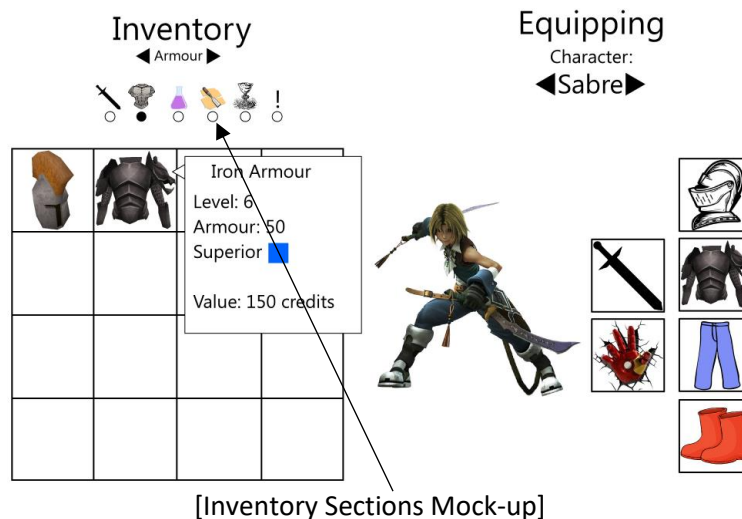 Inventory
Armour
!
Equipping
Character:
Sabre
Iron Armour
Level: 6
Armour: 50
Superior
Value: 150 credits
[Inventory Sections Mock-up]